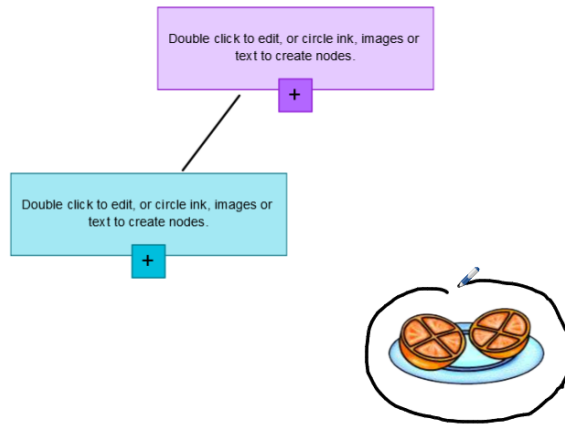 Double click to edit, or circle ink, images or
text to create nodes.
+
Double click to edit, or circle ink, images or
text to create nodes.
+